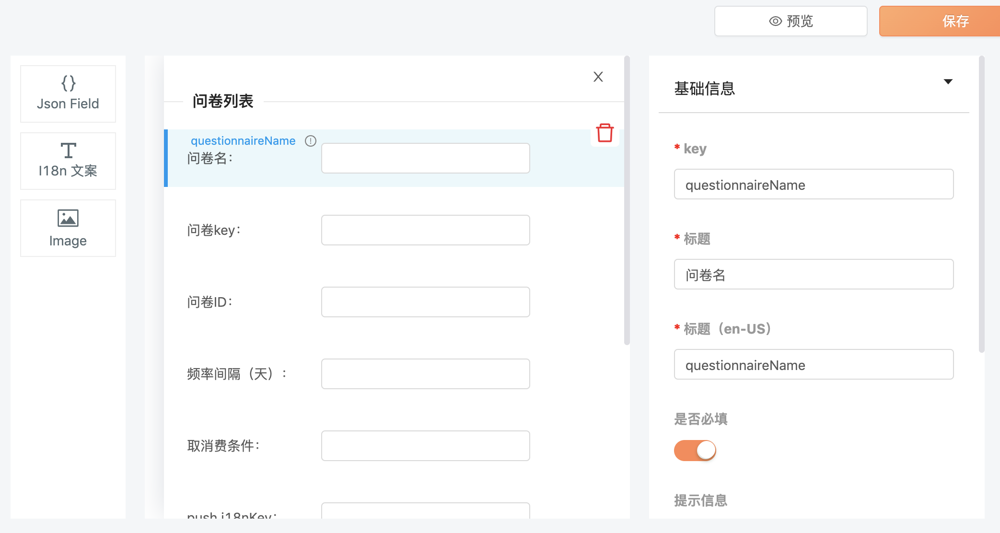 预览
保存
{}
Json Field
I18n 文案
Image
X
问卷列表
questionnaireName
问卷名：
问卷key：
问卷ID：
频率间隔（天）：
取消费条件：
push i18nKey：
基础信息
* key
questionnaireName
* 标题
问卷名
* 标题（en-US）
questionnaireName
是否必填
提示信息